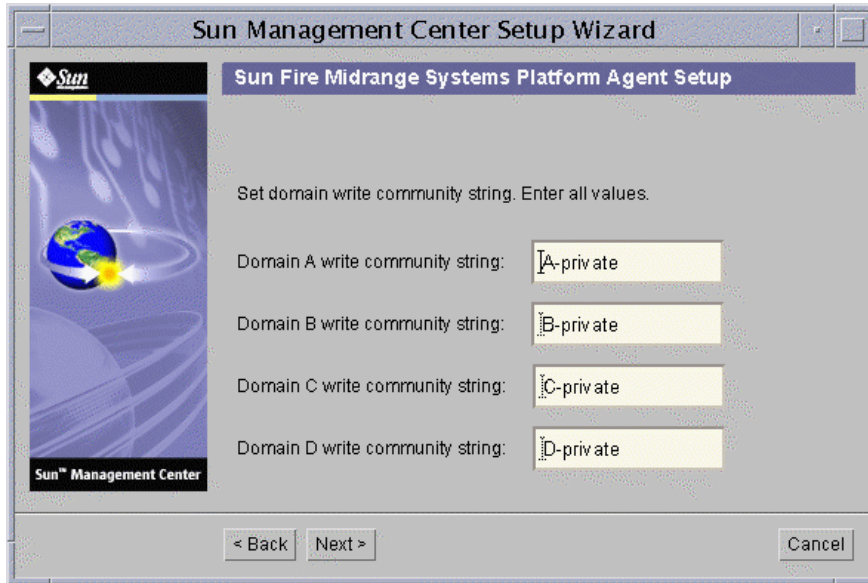 Sun Management Center Setup Wizard
Sun
Sun Fire Midrange Systems Platform Agent Setup
Set domain write community string. Enter all values.
Domain A write community string: A-private
Domain B write community string: B-private
Domain C write community string: C-private
Domain D write community string: D-private
Sun™ Management Center
< Back Next > Cancel